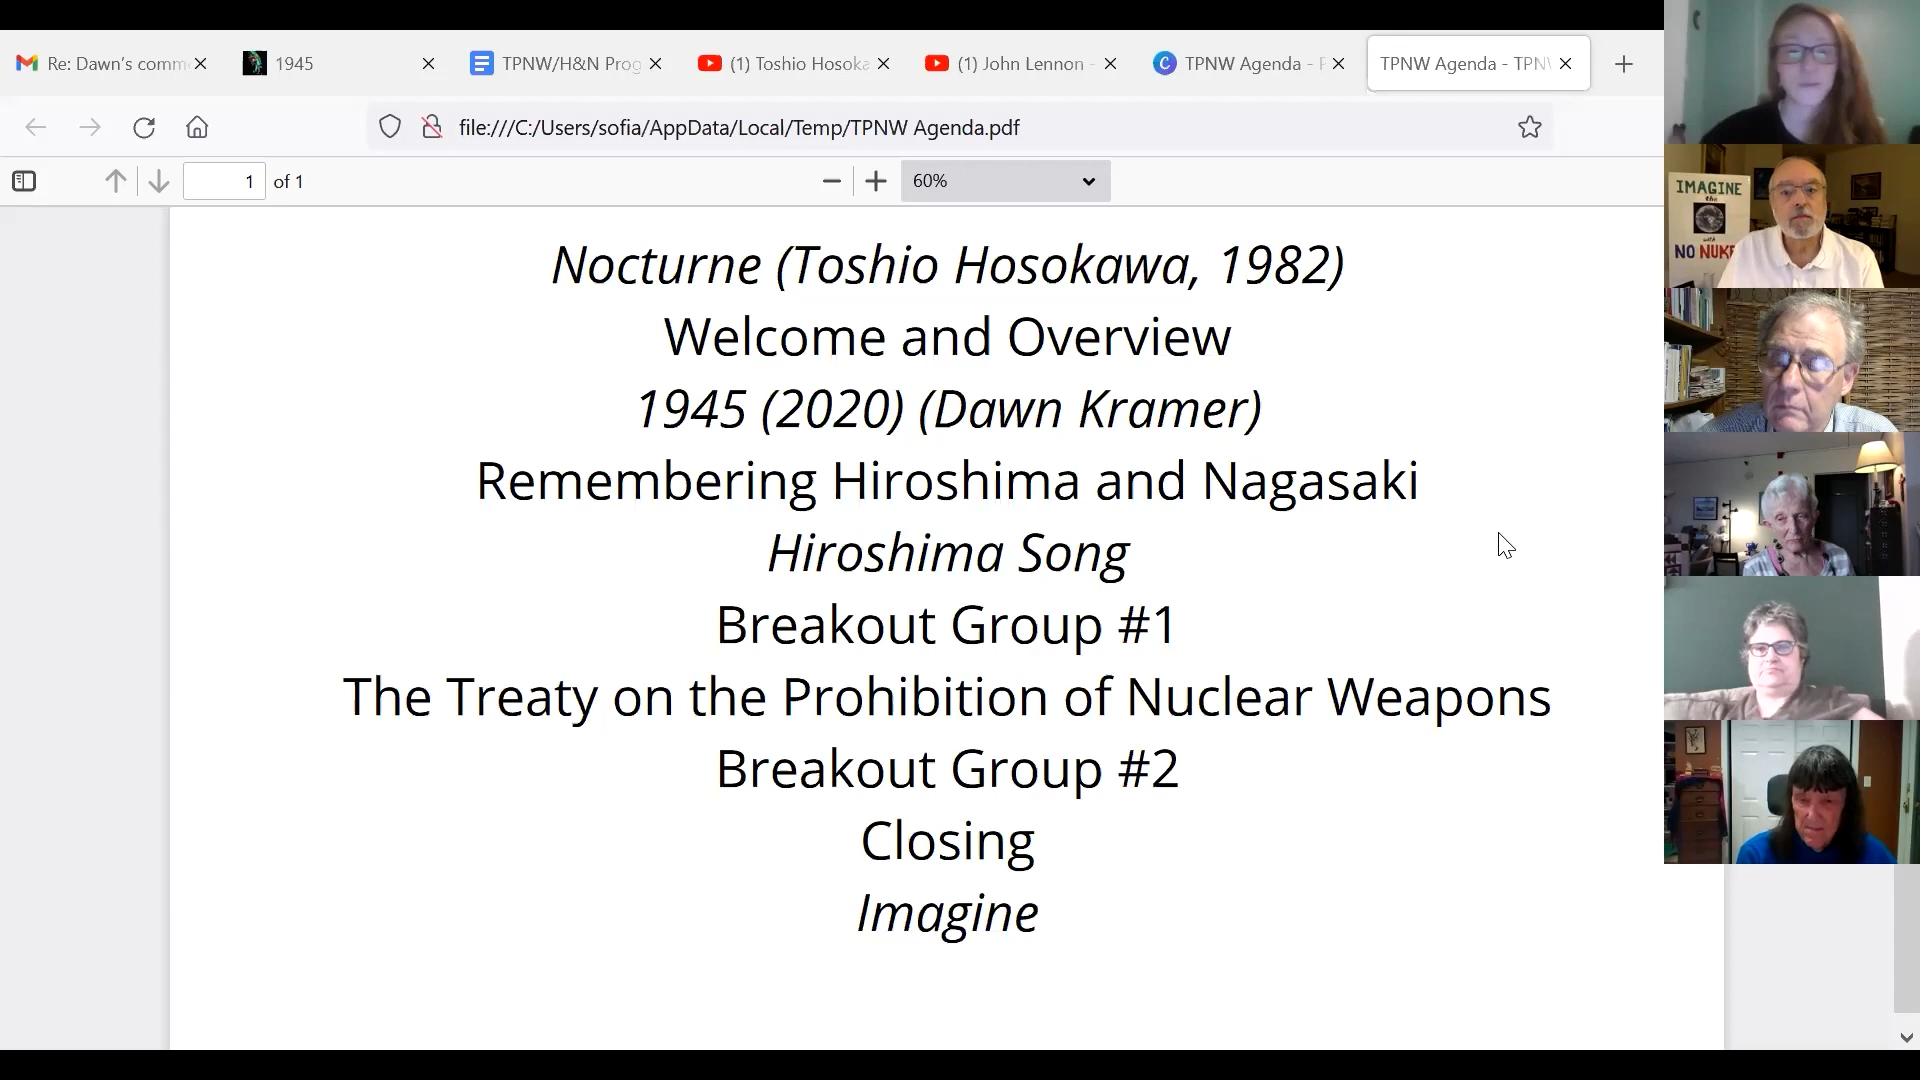 Re: Dawn's comm
1945
TPNW/H&N Prog
(1) Toshio Hosoka
(1) John Lennon -
TPNW Agenda -
TPNW Agenda - TPN
file:///C:/Users/sofia/AppData/Local/Temp/TPNW Agenda.pdf
1 of 1
60%
Nocturne (Toshio Hosokawa, 1982)
Welcome and Overview
1945 (2020) (Dawn Kramer)
Remembering Hiroshima and Nagasaki
Hiroshima Song
Breakout Group #1
The Treaty on the Prohibition of Nuclear Weapons
Breakout Group #2
Closing
Imagine
IMAGINE
the
NO NUKE